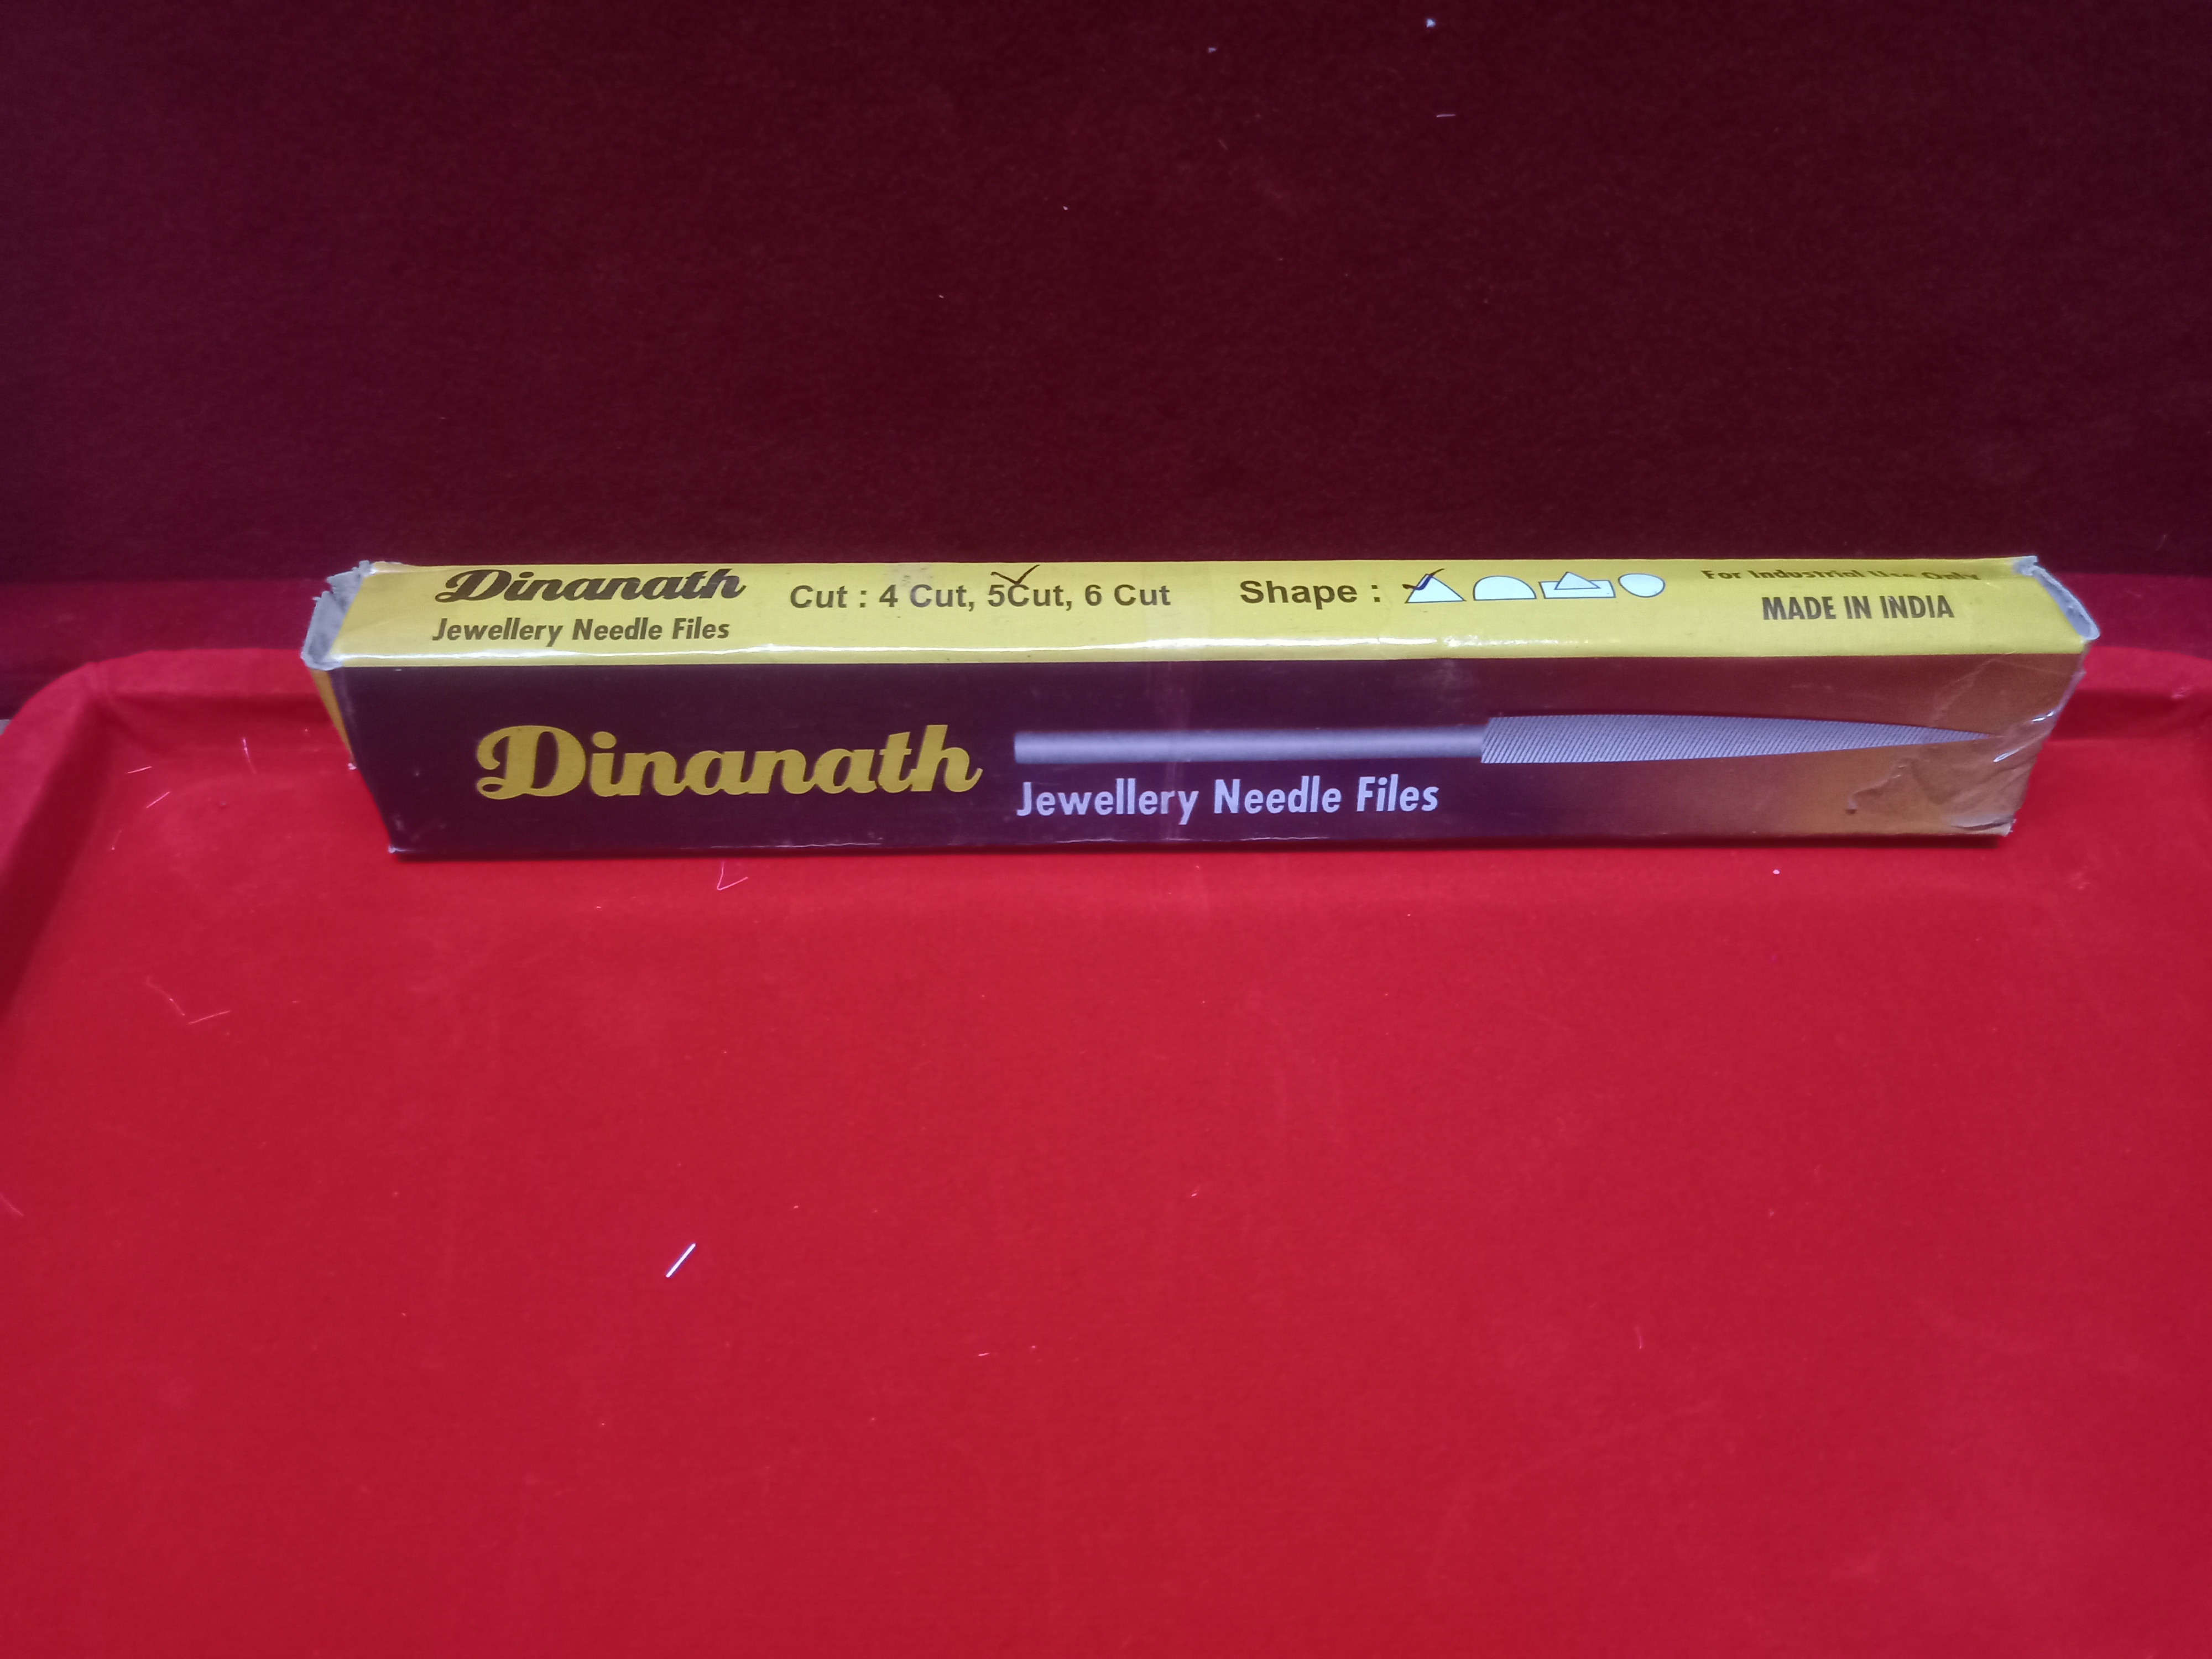 Dinanath
Jewellery Needle Files
Cut : 4 Cut, 5Cut, 6 Cut
Shape :
For Industrial Use Only
MADE IN INDIA
Dinanath
Jewellery Needle Files